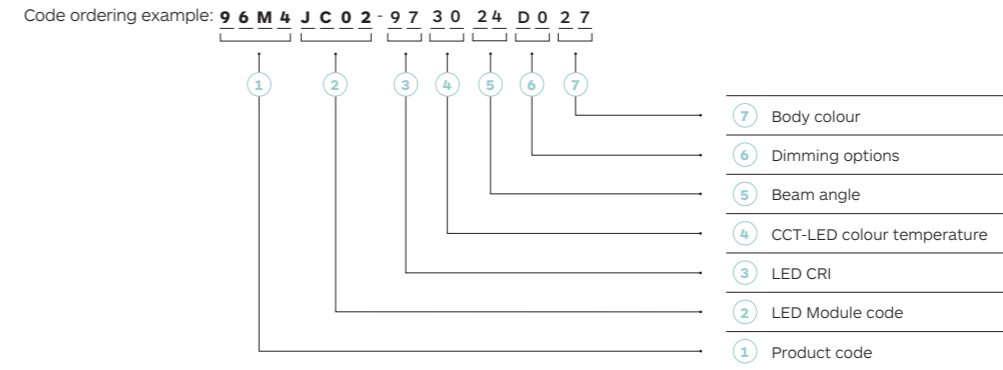 Code ordering example: 96M4 JC02-97 30 24 D0 27
1 2 3 4 5 6 7
7 Body colour
6 Dimming options
5 Beam angle
4 CCT-LED colour temperature
3 LED CRI
2 LED Module code
1 Product code